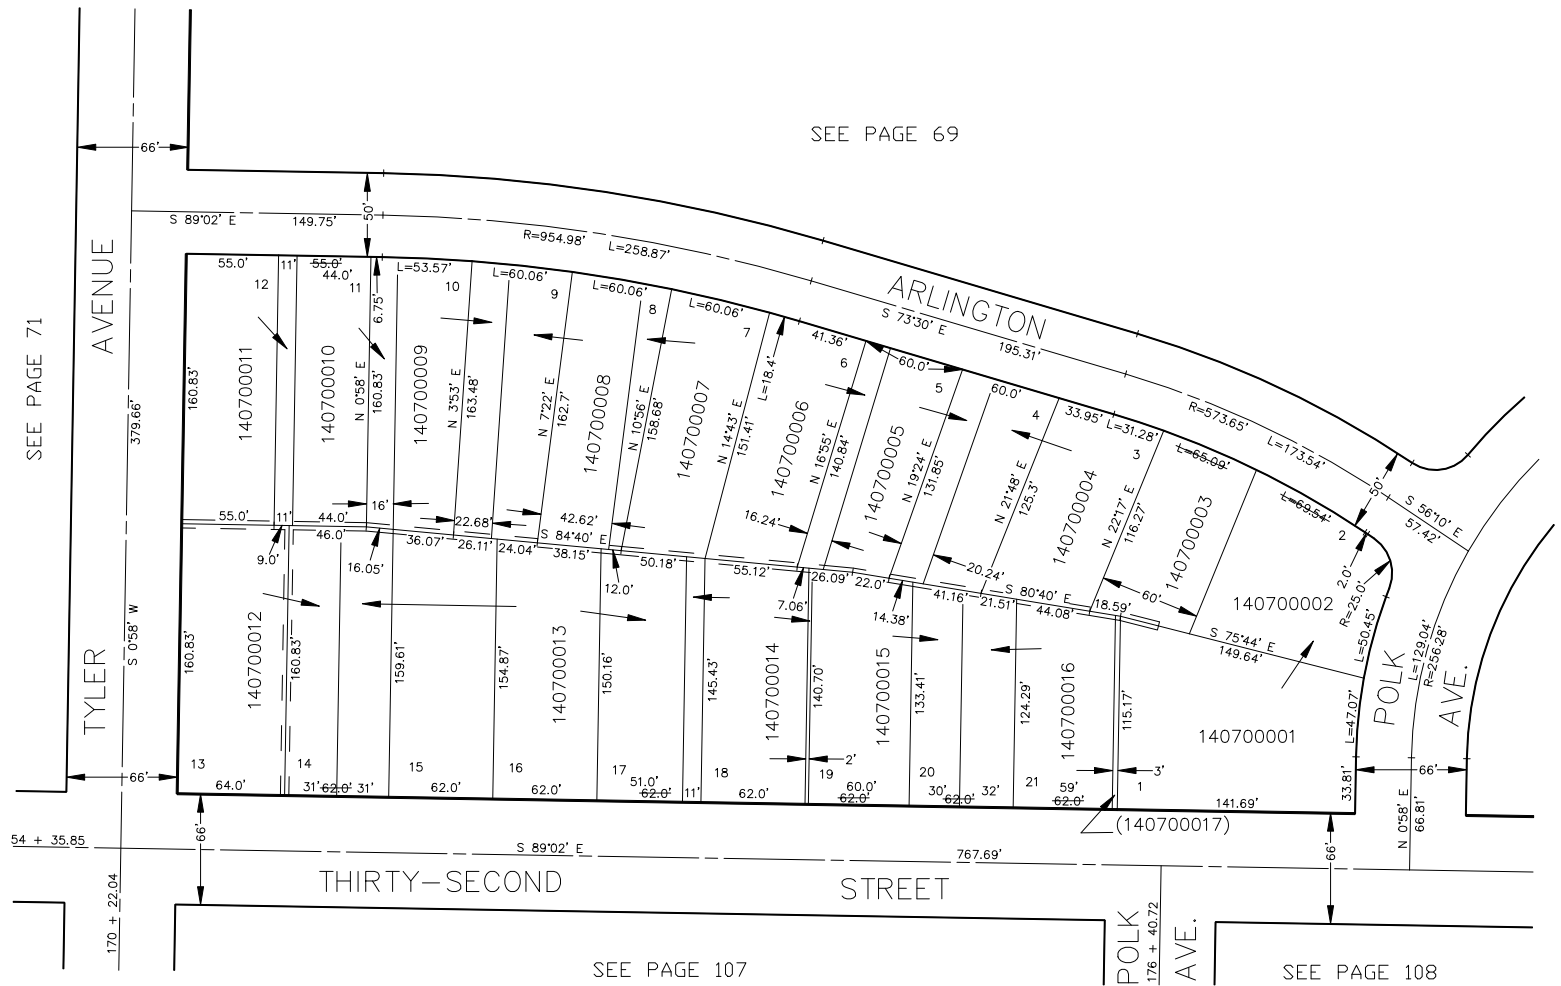 SEE PAGE 69
SEE PAGE 71
TYLER AVENUE
66'
S 89°02' E
149.75'
50'
R=954.98'
L=258.87'
ARLINGTON
S 73°30' E
195.31'
R=573.65'
L=173.54'
50'
S 56°10' E
57.42'
379.66'
S 0°58' W
55.0'
11'
55.0'
44.0'
L=53.57'
L=60.06'
L=60.06'
L=60.06'
41.36'
60.0'
60.0'
33.95'
L=31.28'
L=65.09'
L=69.54'
12
11
10
9
8
7
6
5
4
3
2
6.75'
L=18.4'
160.83'
140700011
140700010
N 0°58' E
160.83'
140700009
N 3°53' E
163.48'
N 7°22' E
162.7'
140700008
N 10°56' E
158.68'
140700007
N 14°43' E
151.41'
140700006
N 16°55' E
140.84'
140700005
N 19°24' E
131.85'
N 21°48' E
125.3'
140700004
N 22°17' E
116.27'
140700003
140700002
2.0'
R=25.0'
L=50.45'
L=129.04'
R=256.28'
POLK AVE.
55.0'
11'
44.0'
16'
22.68'
42.62'
S 84°40' E
16.24'
20.24'
S 80°40' E
60'
18.59'
S 75°44' E
149.64'
9.0'
46.0'
16.05'
36.07'
26.11'
24.04'
38.15'
12.0'
50.18'
55.12'
7.06'
26.09'
22.0'
14.38'
41.16'
21.51'
44.08'
160.83'
140700012
160.83'
159.61'
154.87'
140700013
150.16'
145.43'
140700014
140.70'
140700015
133.41'
124.29'
140700016
115.17'
140700001
L=47.07'
33.81'
13
14
15
16
17
18
19
20
21
1
2'
3'
66'
66'
64.0'
31'
62.0'
31'
62.0'
62.0'
51.0'
62.0'
11'
62.0'
60.0'
62.0'
30'
62.0'
32'
59'
62.0'
141.69'
(140700017)
N 0°58' E
66.81'
54 + 35.85
66'
S 89°02' E
767.69'
66'
THIRTY-SECOND STREET
170 + 22.04
POLK AVE.
176 + 40.72
SEE PAGE 107
SEE PAGE 108